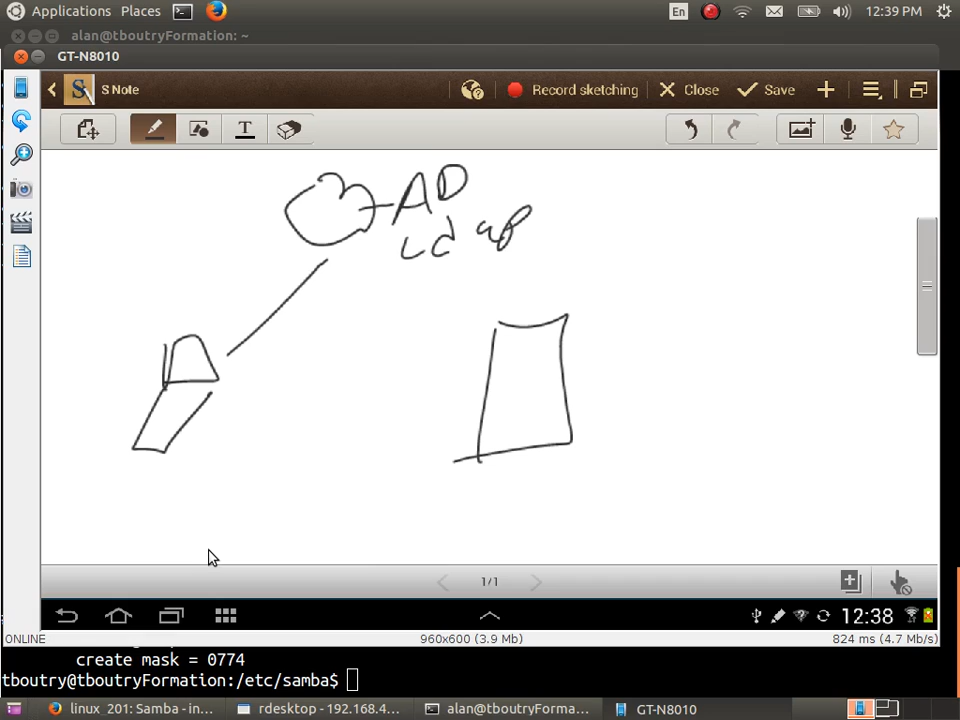 Applications Places En 12:39 PM
alan@tboutryFormation: ~
GT-N8010
S Note Record sketching Close Save
T
AD
Ldap
1/1
12:38
ONLINE 960x600 (3.9 Mb) 824 ms (4.7 Mb/s)
create mask = 0774
tboutry@tboutryFormation:/etc/samba$
linux_201: Samba - in... rdesktop - 192.168.4... alan@tboutryForma... GT-N8010